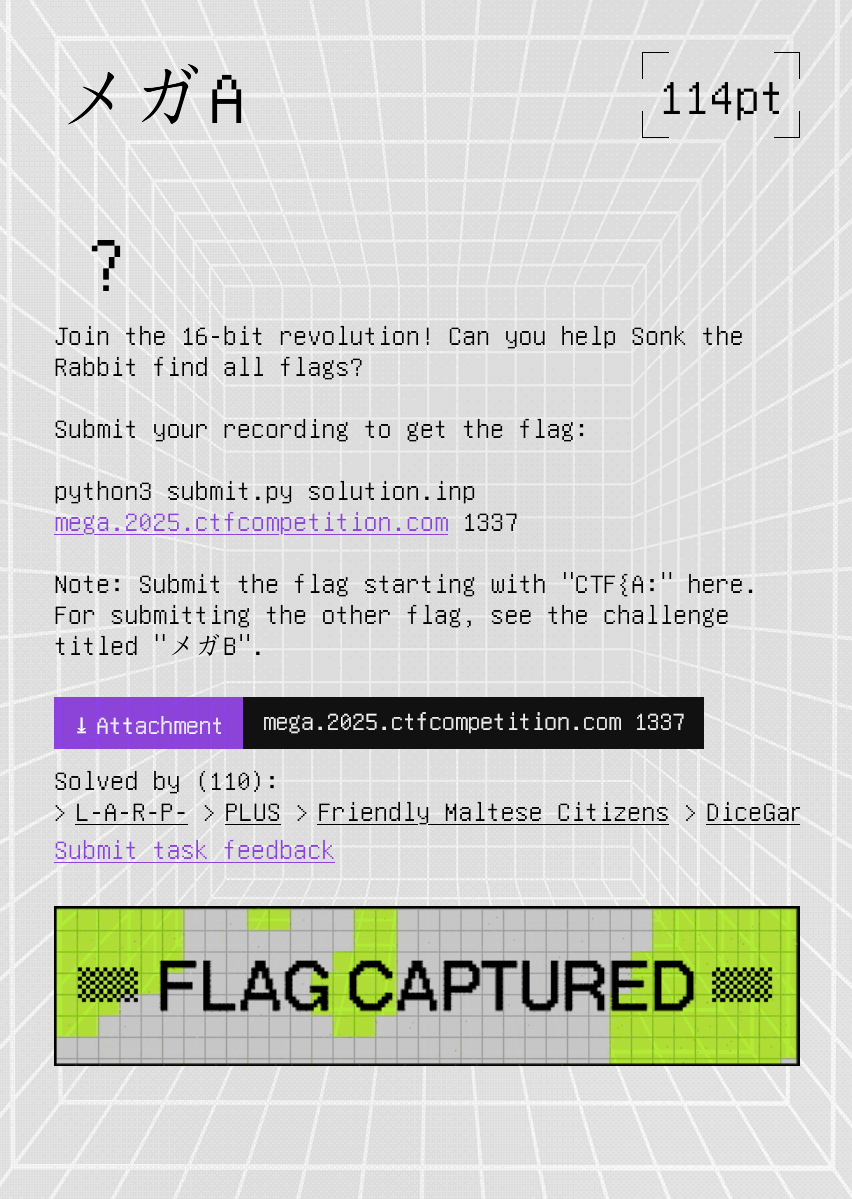 メガA
114pt
?
Join the 16-bit revolution! Can you help Sonk the
Rabbit find all flags?
Submit your recording to get the flag:
python3 submit.py solution.inp
mega.2025.ctfcompetition.com 1337
Note: Submit the flag starting with "CTF{A:" here.
For submitting the other flag, see the challenge
titled "メガB".
Attachment mega.2025.ctfcompetition.com 1337
Solved by (110):
> L-A-R-P- > PLUS > Friendly Maltese Citizens > DiceGar
Submit task feedback
FLAG CAPTURED